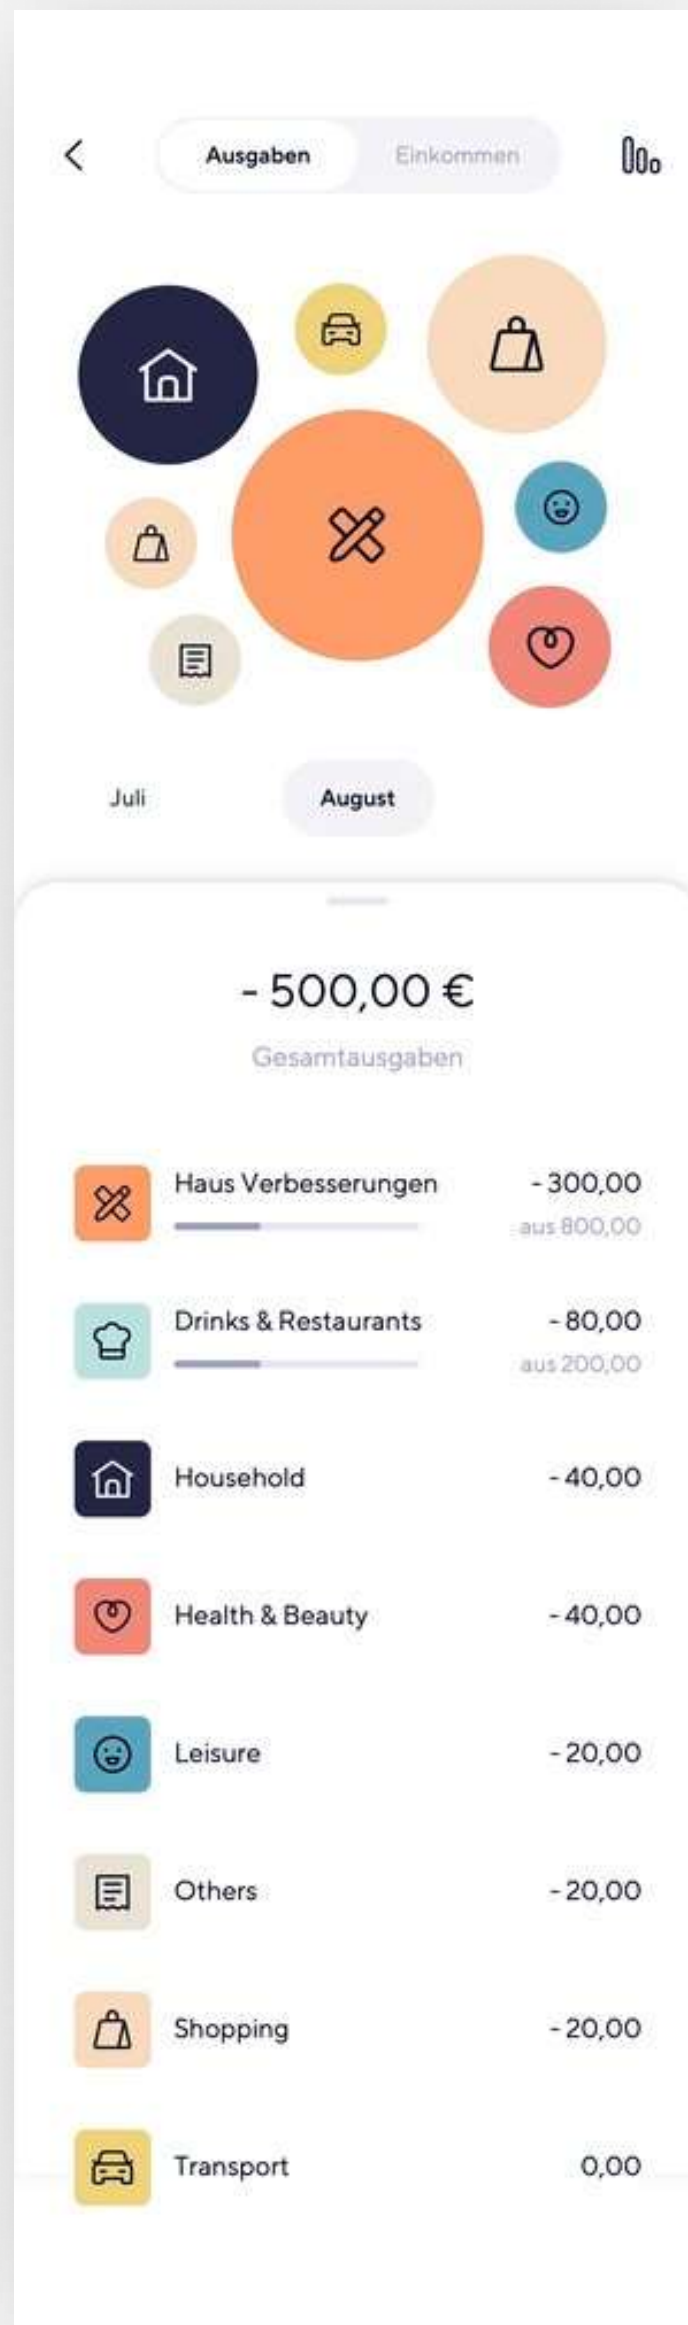 Ausgaben
Einkommen
Juli
August
- 500,00 €
Gesamtausgaben
Haus Verbesserungen
- 300,00
aus 800,00
Drinks & Restaurants
- 80,00
aus 200,00
Household
- 40,00
Health & Beauty
- 40,00
Leisure
- 20,00
Others
- 20,00
Shopping
- 20,00
Transport
0,00